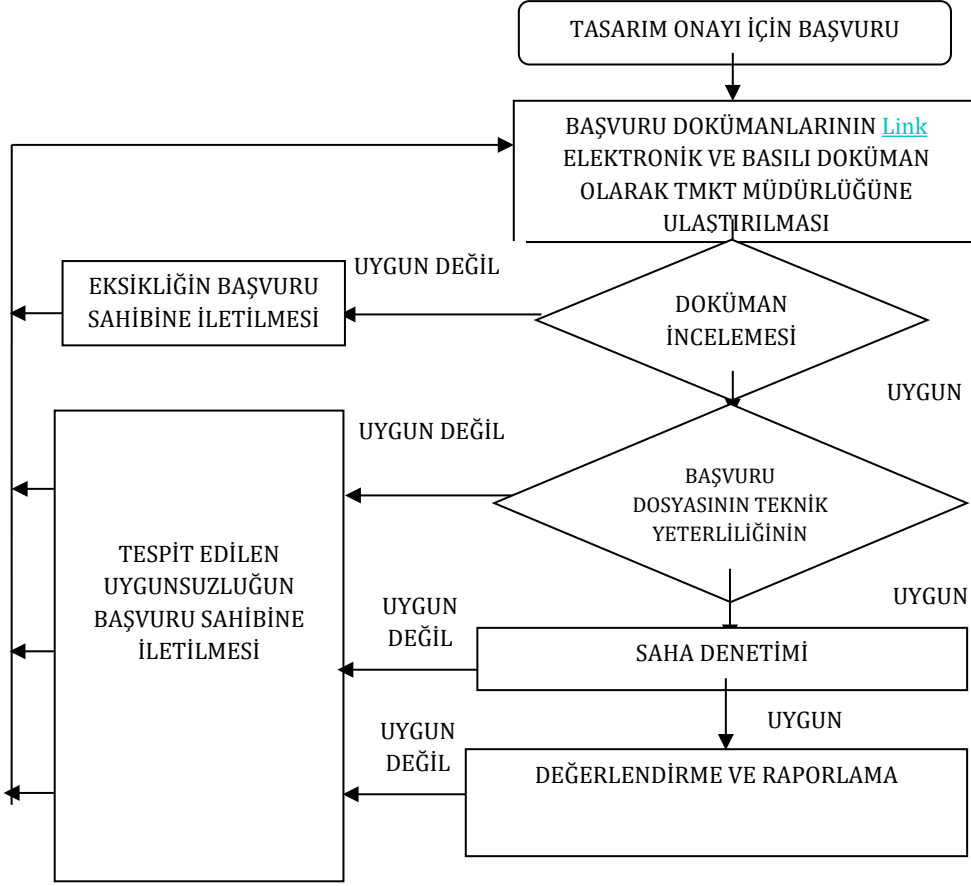 TASARIM ONAYI İÇİN BAŞVURU
BAŞVURU DOKÜMANLARININ Link
ELEKTRONİK VE BASILI DOKÜMAN
OLARAK TMKT MÜDÜRLÜĞÜNE
ULAŞTIRILMASI
UYGUN DEĞİL
EKSİKLİĞİN BAŞVURU
SAHİBİNE İLETİLMESİ
DOKÜMAN
İNCELEMESİ
UYGUN
UYGUN DEĞİL
BAŞVURU
DOSYASININ TEKNİK
YETERLİLİĞİNİN
TESPİT EDİLEN
UYGUNSUZLUĞUN
BAŞVURU SAHİBİNE
İLETİLMESİ
UYGUN
UYGUN
DEĞİL
SAHA DENETİMİ
UYGUN
UYGUN
DEĞİL
DEĞERLENDİRME VE RAPORLAMA